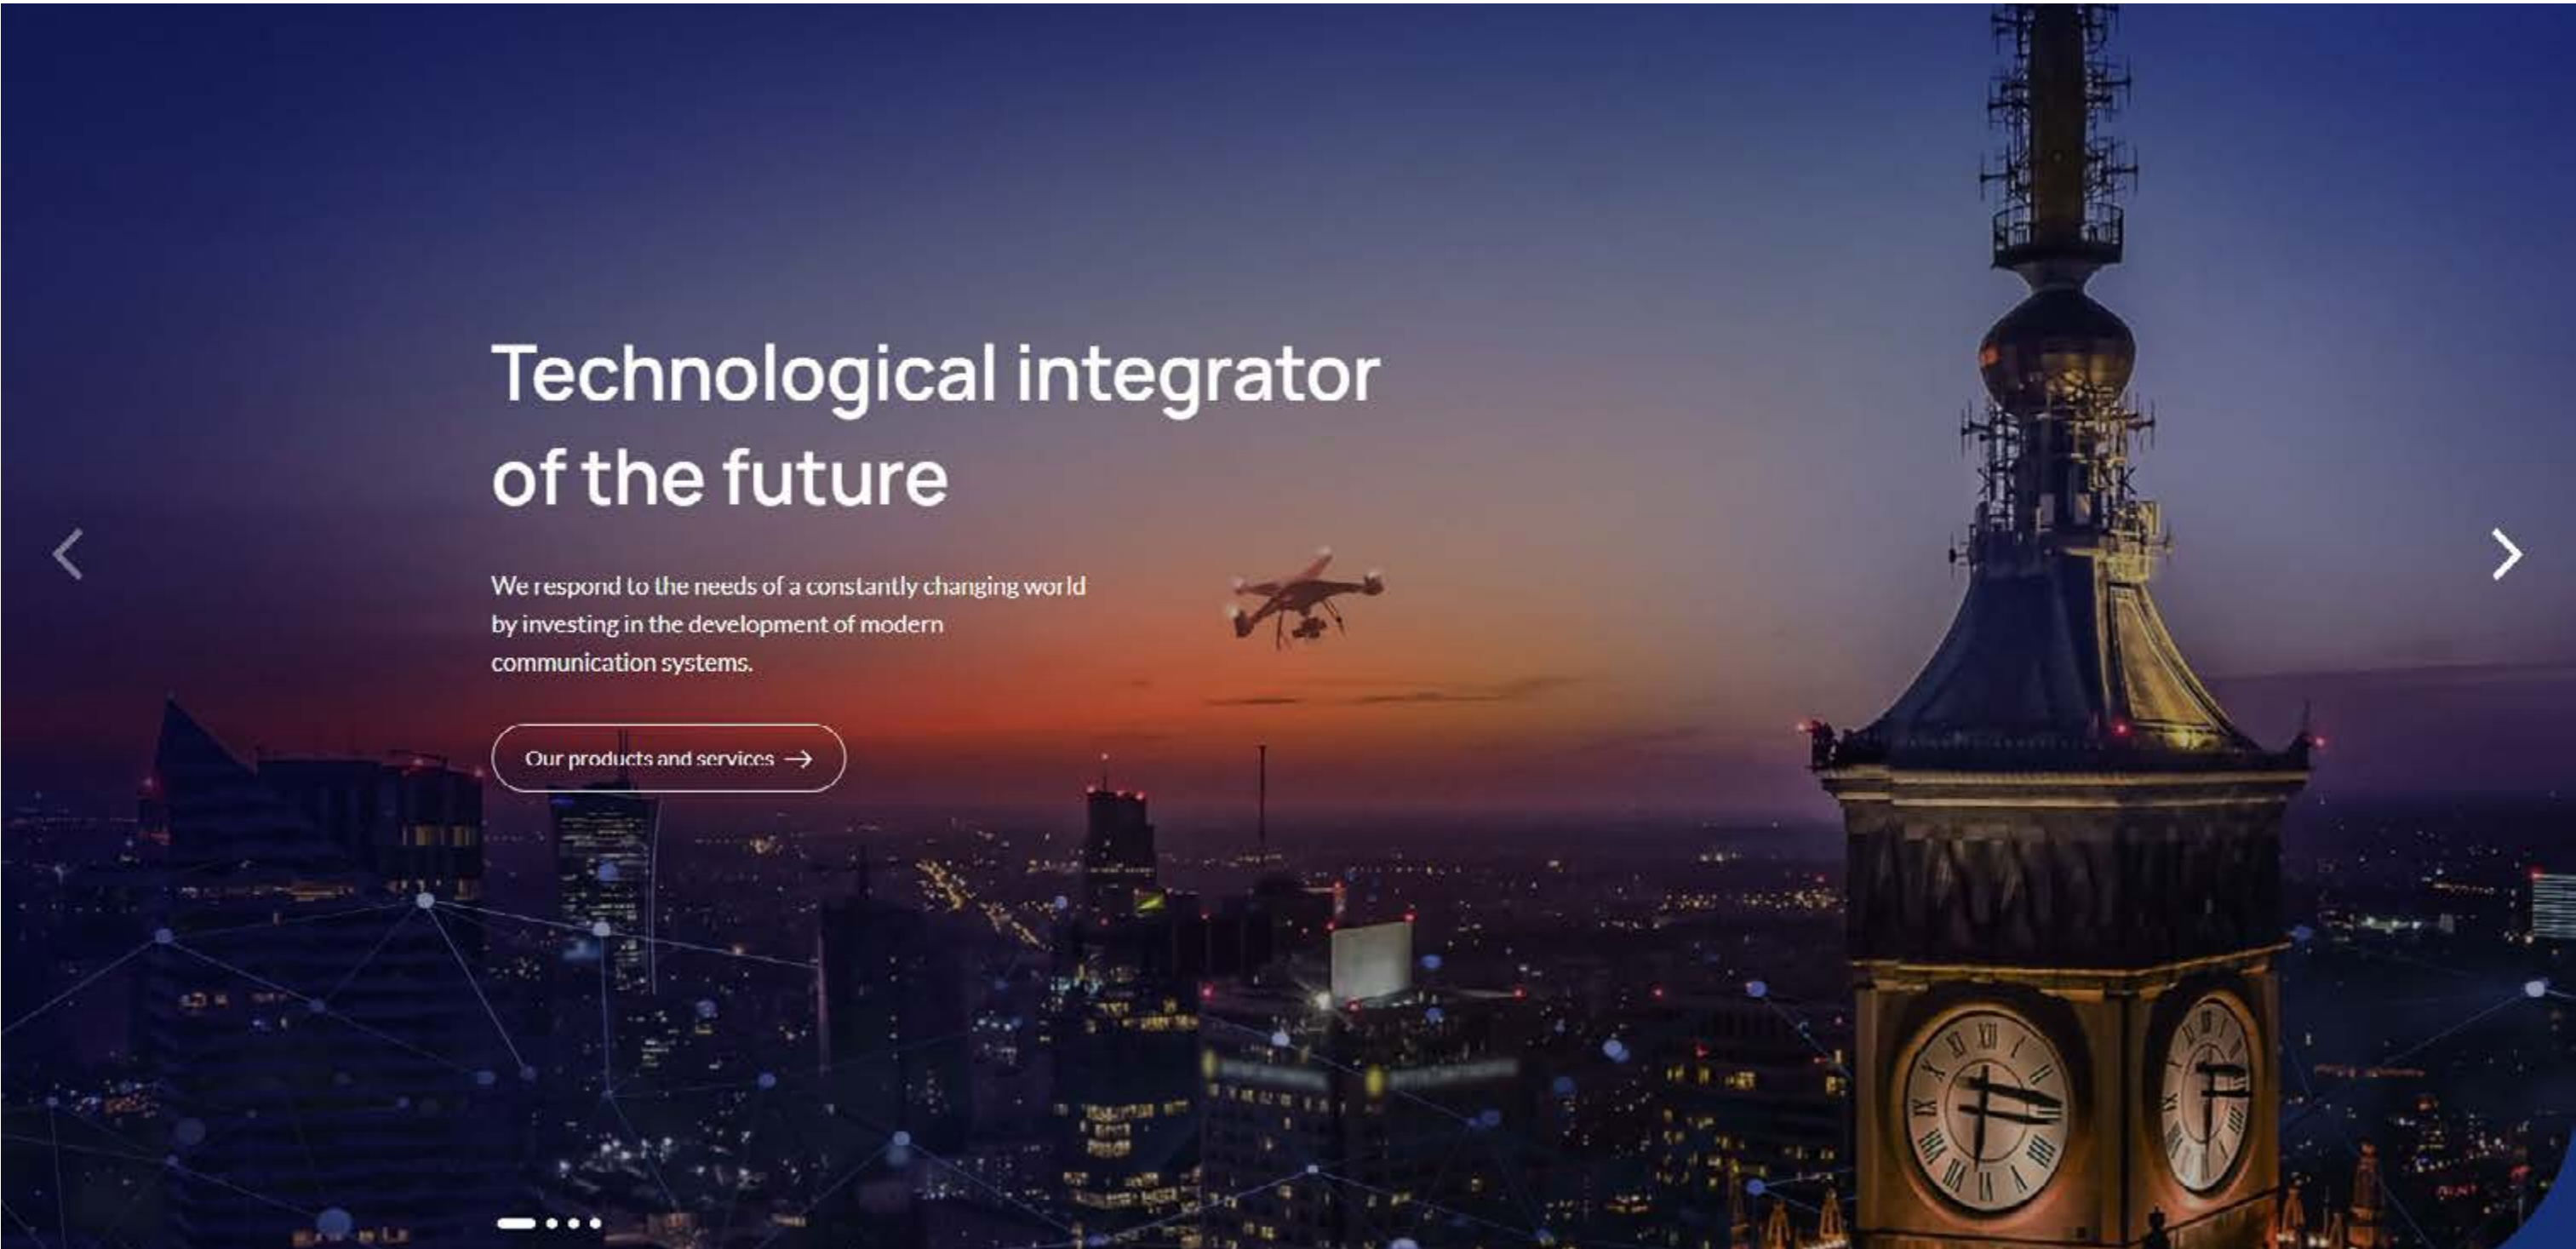 Technological integrator
of the future
We respond to the needs of a constantly changing world
by investing in the development of modern
communication systems.
Our products and services →